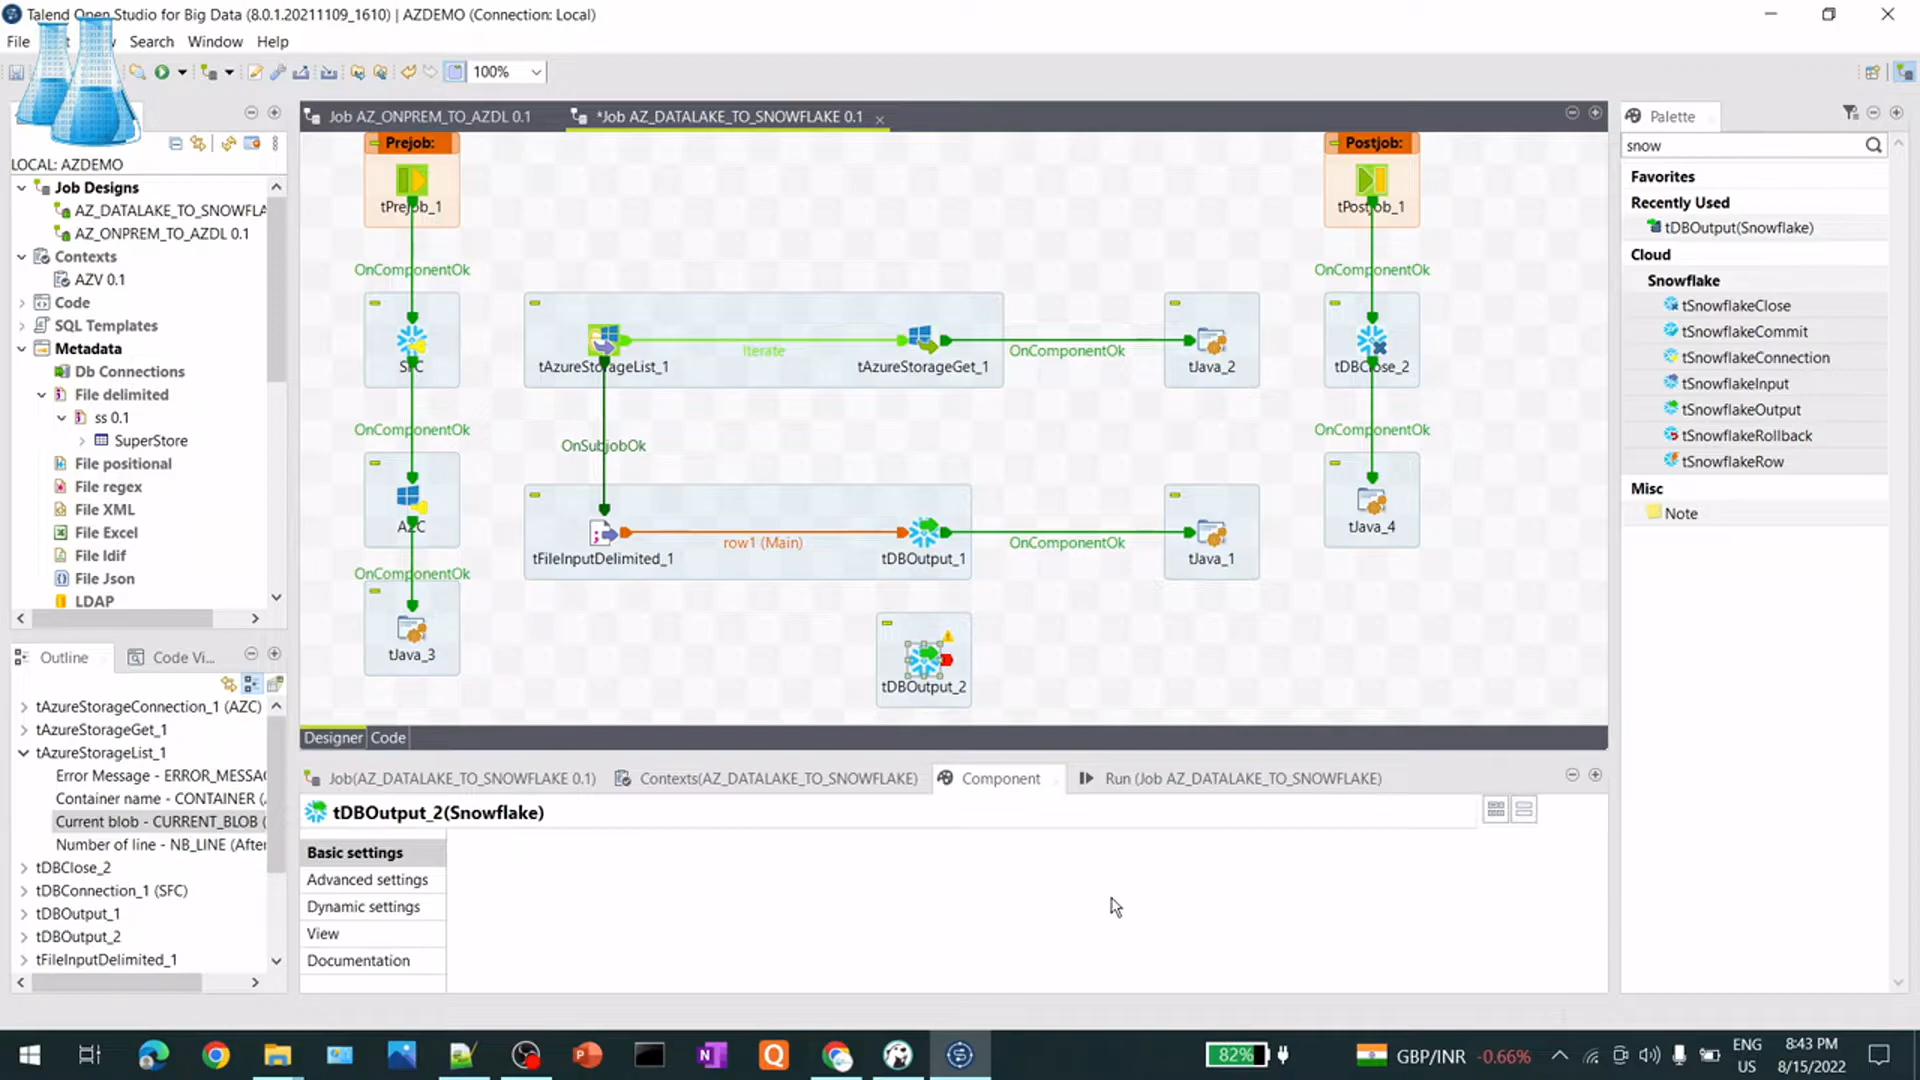 Talend Open Studio for Big Data (8.0.1.20211109_1610) | AZDEMO (Connection: Local)
File
Search
Window
Help
100%
LOCAL: AZDEMO
Job Designs
AZ_DATALAKE_TO_SNOWFLA
AZ_ONPREM_TO_AZDL 0.1
Contexts
AZV 0.1
Code
SQL Templates
Metadata
Db Connections
File delimited
ss 0.1
SuperStore
File positional
File regex
File XML
File Excel
File ldif
File Json
LDAP
Outline
Code Vi...
tAzureStorageConnection_1 (AZC)
tAzureStorageGet_1
tAzureStorageList_1
Error Message - ERROR_MESSA
Container name - CONTAINER (
Current blob - CURRENT_BLOB (
Number of line - NB_LINE (After
tDBClose_2
tDBConnection_1 (SFC)
tDBOutput_1
tDBOutput_2
tFileInputDelimited_1
Job AZ_ONPREM_TO_AZDL 0.1
*Job AZ_DATALAKE_TO_SNOWFLAKE 0.1
Prejob:
tPrejob_1
OnComponentOk
SFC
OnComponentOk
AZC
OnComponentOk
tJava_3
tAzureStorageList_1
Iterate
tAzureStorageGet_1
OnComponentOk
tJava_2
OnSubjobOk
tFileInputDelimited_1
row1 (Main)
tDBOutput_1
OnComponentOk
tJava_1
tDBOutput_2
Postjob:
tPostjob_1
OnComponentOk
tDBClose_2
OnComponentOk
tJava_4
Designer
Code
Job(AZ_DATALAKE_TO_SNOWFLAKE 0.1)
Contexts(AZ_DATALAKE_TO_SNOWFLAKE)
Component
Run (Job AZ_DATALAKE_TO_SNOWFLAKE)
tDBOutput_2(Snowflake)
Basic settings
Advanced settings
Dynamic settings
View
Documentation
Palette
snow
Favorites
Recently Used
tDBOutput(Snowflake)
Cloud
Snowflake
tSnowflakeClose
tSnowflakeCommit
tSnowflakeConnection
tSnowflakeInput
tSnowflakeOutput
tSnowflakeRollback
tSnowflakeRow
Misc
Note
82%
GBP/INR -0.66%
ENG
US
8:43 PM
8/15/2022